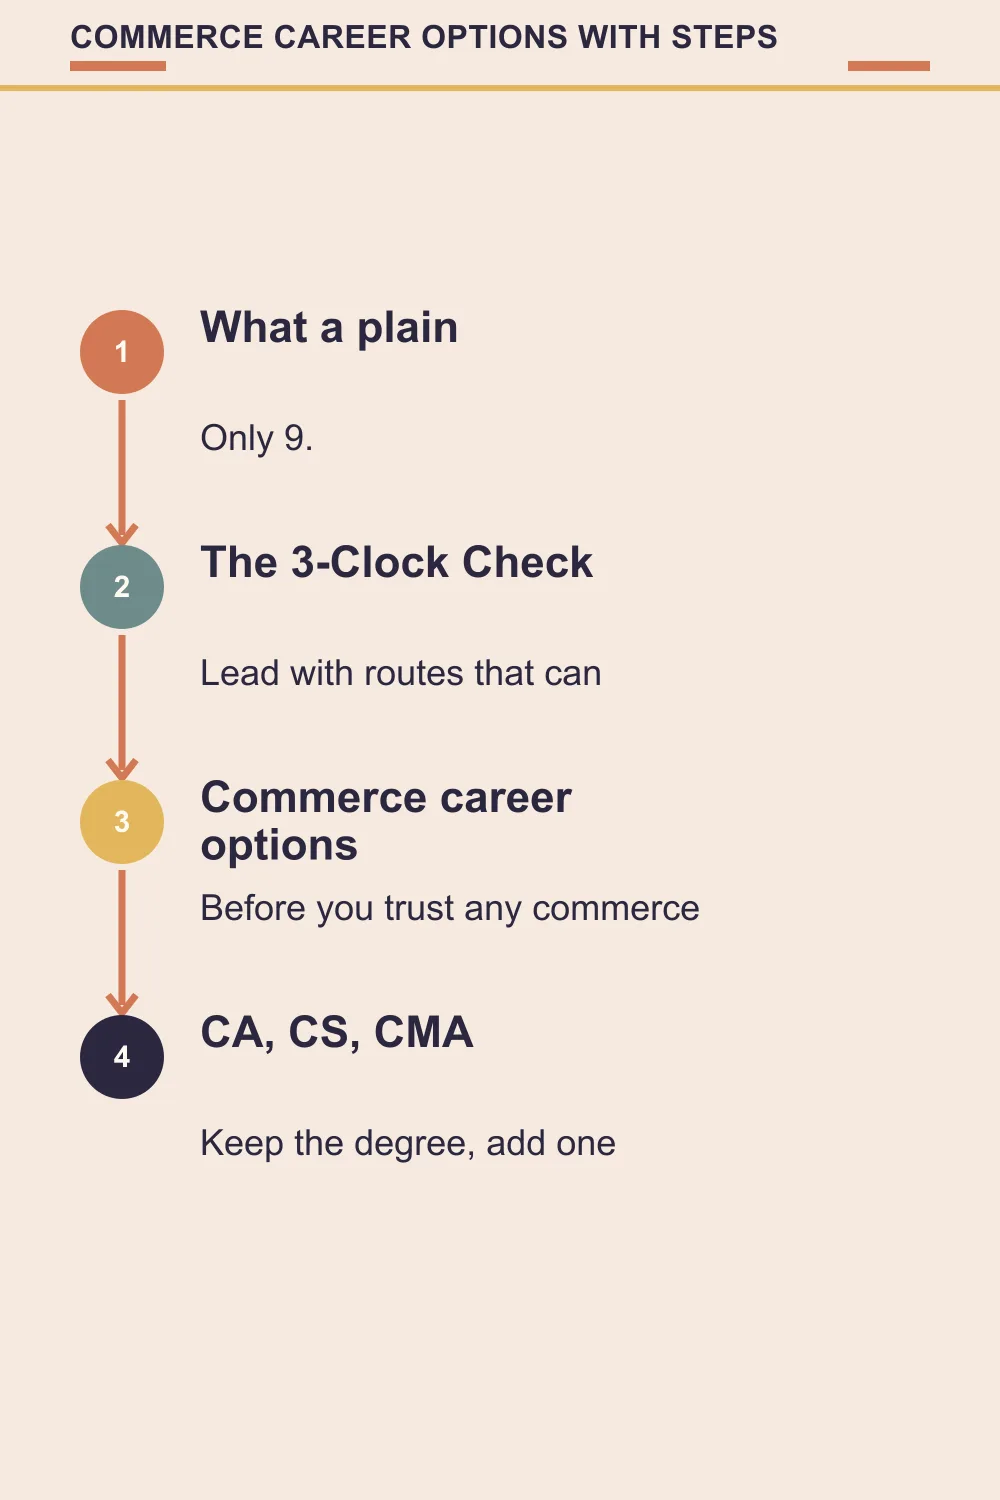 COMMERCE CAREER OPTIONS WITH STEPS
1
What a plain
Only 9.
2
The 3-Clock Check
Lead with routes that can
3
Commerce career
options
Before you trust any commerce
4
CA, CS, CMA
Keep the degree, add one